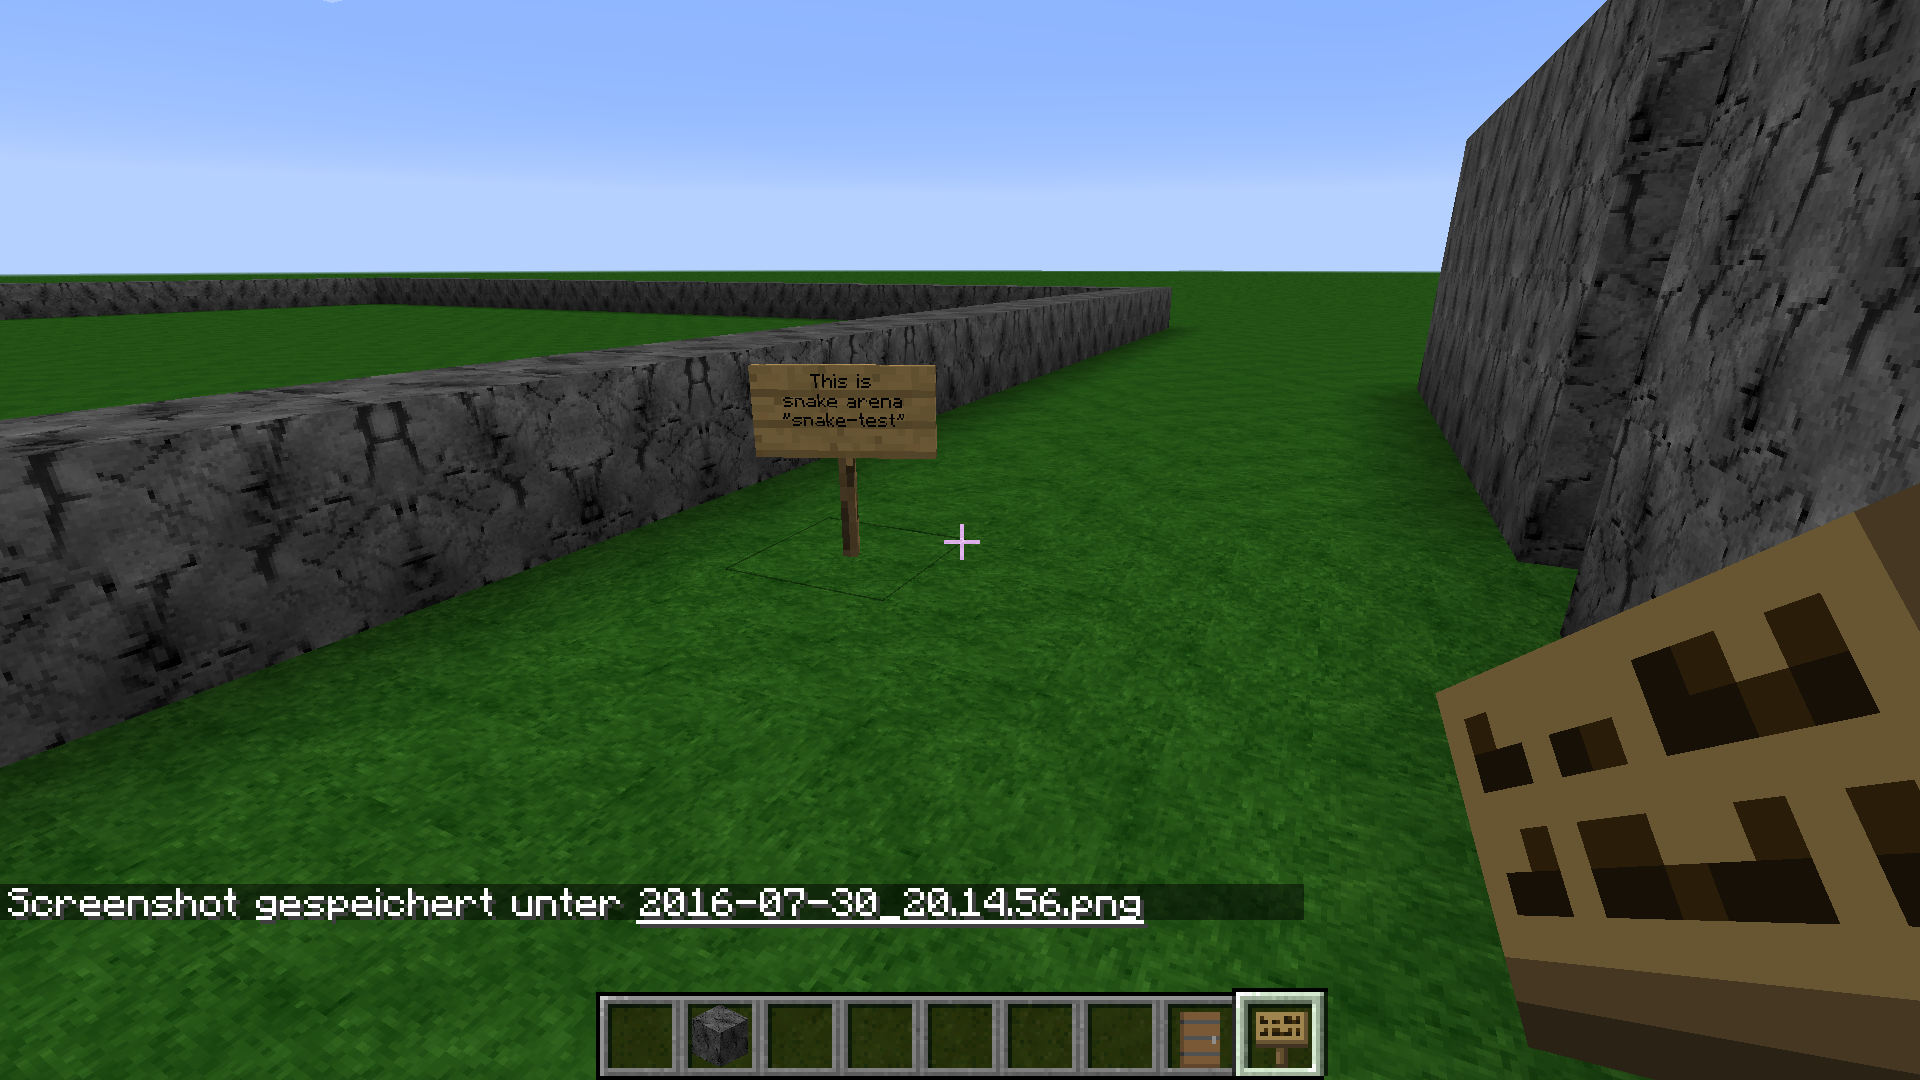 This is
snake arena
"snake-test"
Screenshot gespeichert unter 2016-07-30_20.14.56.png